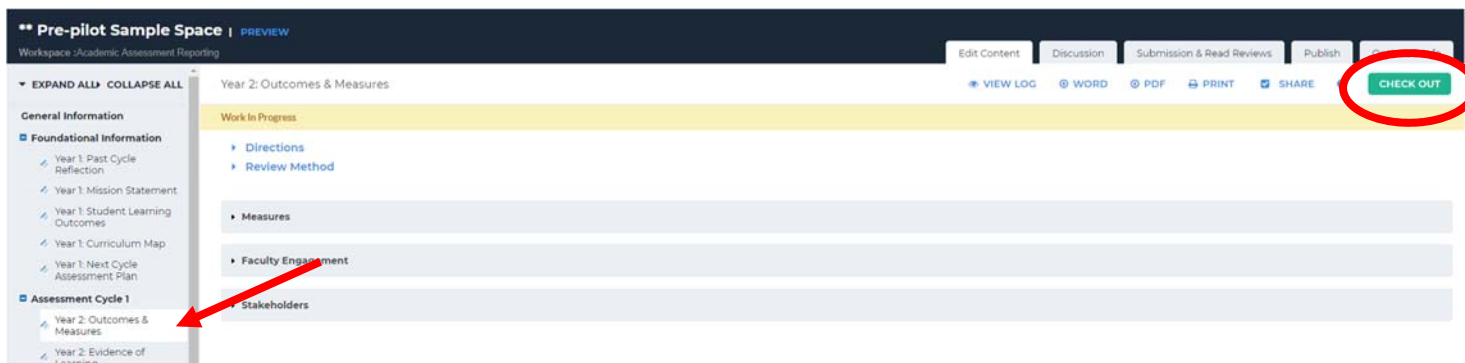 ** Pre-pilot Sample Space | PREVIEW
Workspace :Academic Assessment Reporting
Edit Content
Discussion
Submission & Read Reviews
Publish
EXPAND ALL COLLAPSE ALL
Year 2: Outcomes & Measures
VIEW LOG
WORD
PDF
PRINT
SHARE
CHECK OUT
General Information
Work In Progress
Foundational Information
Directions
Review Method
Year 1: Past Cycle
Reflection
Year 1: Mission Statement
Year 1: Student Learning
Outcomes
Measures
Year 1: Curriculum Map
Year 1: Next Cycle
Assessment Plan
Faculty Engagement
Assessment Cycle 1
Stakeholders
Year 2: Outcomes &
Measures
Year 2: Evidence of
Learning